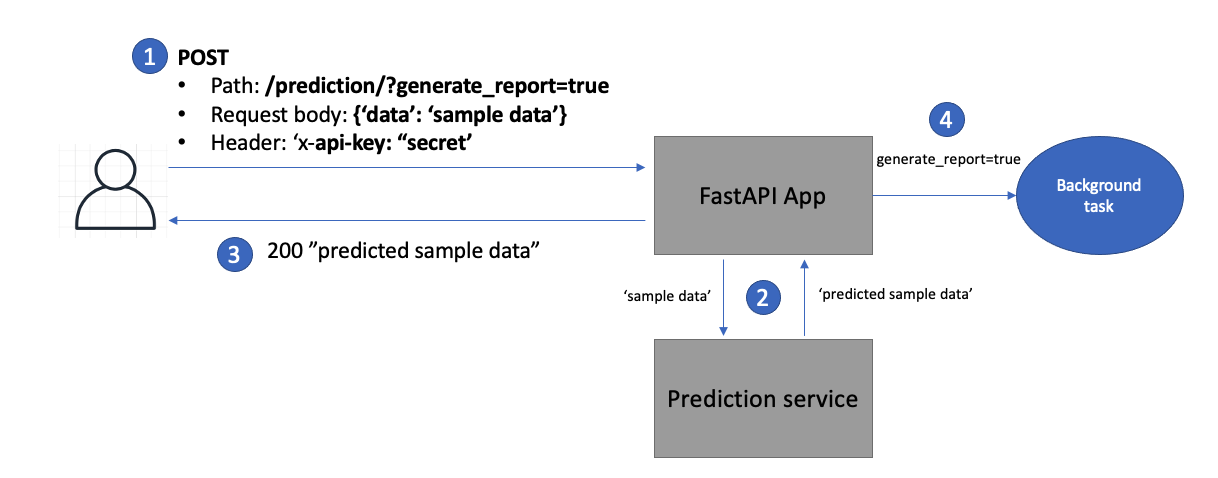 1
POST
• Path: /prediction/?generate_report=true
• Request body: {‘data’: ‘sample data’}
• Header: ‘x-api-key: “secret’
4
generate_report=true
FastAPI App
Background
task
3
200 ”predicted sample data”
‘sample data’
2
‘predicted sample data’
Prediction service